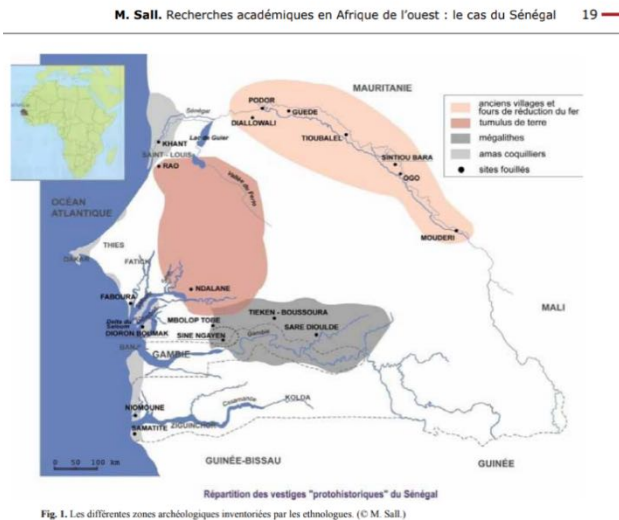 M. Sall. Recherches académiques en Afrique de l'ouest : le cas du Sénégal 19
MAURITANIE
anciens villages et
fours de réduction du fer
tumulus de terre
mégalithes
amas coquilliers
sites fouillés
PODOR
GUEDE
DIALLOWALI
Sénégal
Lac de Guier
TIOUBALEL
KHANT
SAINT-LOUIS
RAO
SINTIOU BARA
OGO
Vallée du Ferlo
OCÉAN
ATLANTIQUE
MOUDERI
THIES
DAKAR
FATICK
NDALANE
FABOURA
MALI
Delta du
Saloum
MBOLOP TOBE
TIEKEN - BOUSSOURA
DIORON BOUMAK
SARE DIOULDE
SINE NGAYEN
Gambie
BANJ
GAMBIE
NIOMOUNE
Casamance
KOLDA
SAMATITE
ZIGUINCHOR
GUINÉE-BISSAU
GUINÉE
0 50 100 km
Répartition des vestiges "protohistoriques" du Sénégal
Fig. 1. Les différentes zones archéologiques inventoriées par les ethnologues. (© M. Sall.)